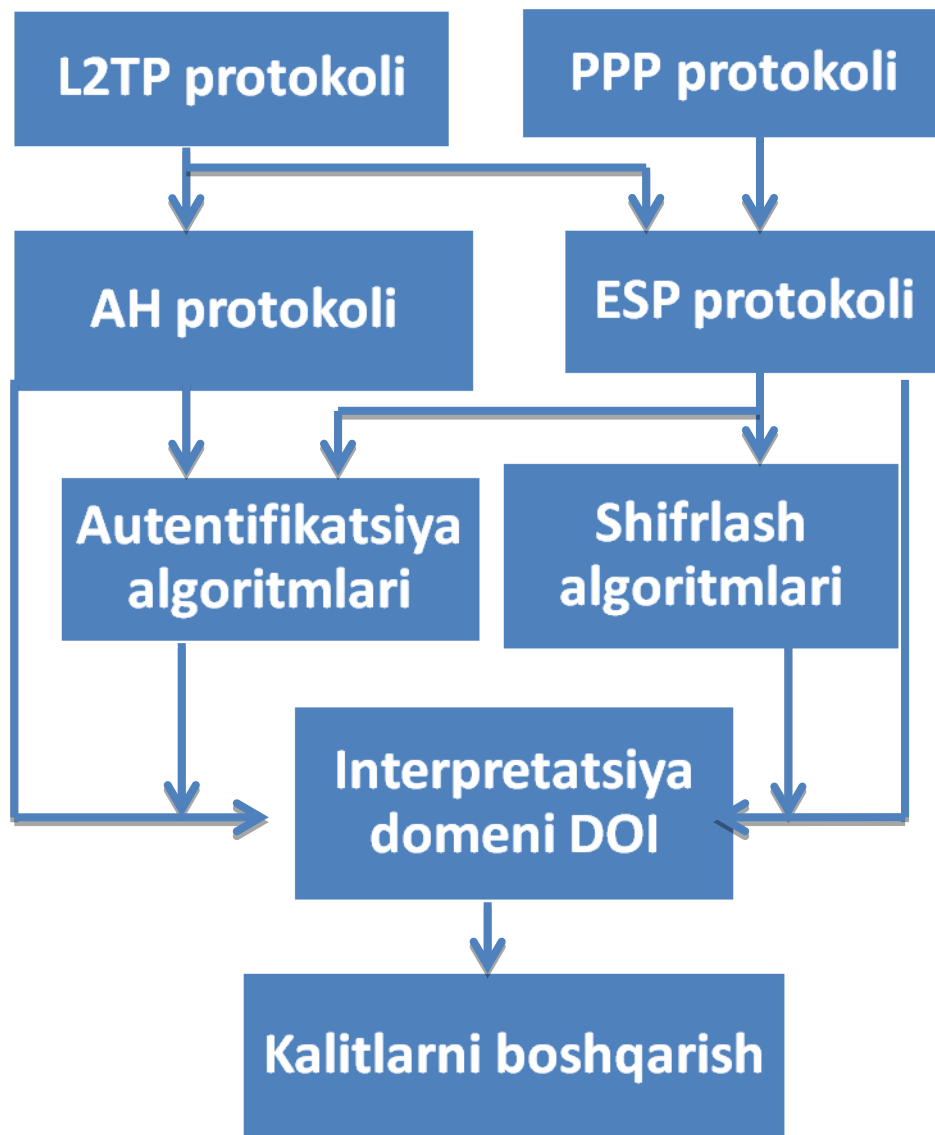 L2TP protokoli
PPP protokoli
AH protokoli
ESP protokoli
Autentifikatsiya
algoritmlari
Shifrlash
algoritmlari
Interpretatsiya
domeni DOI
Kalitlarni boshqarish